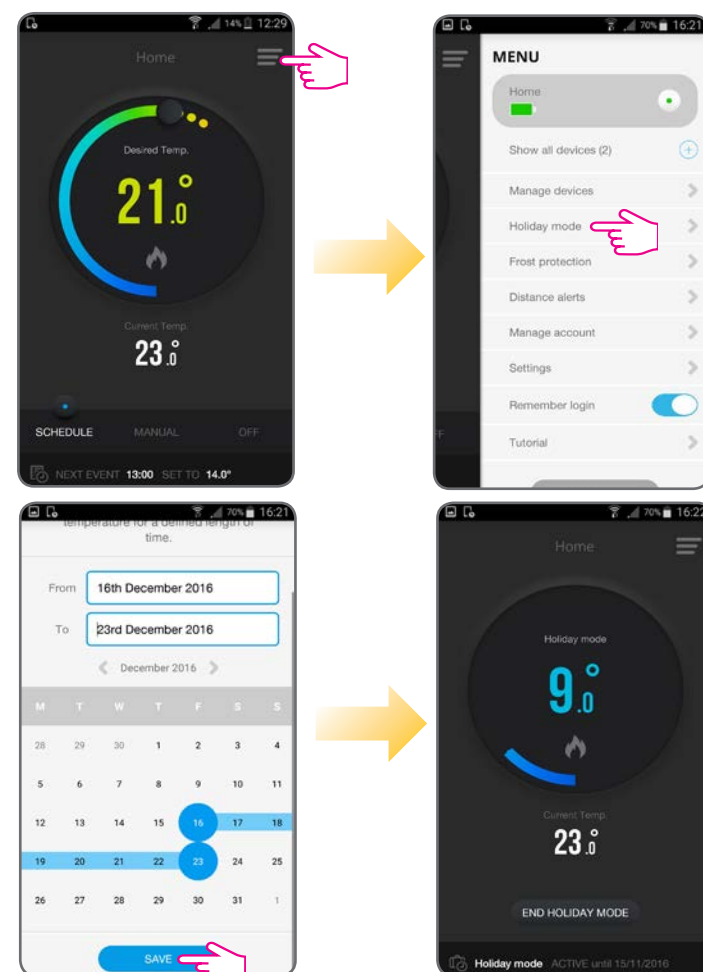 14% 12:29
Home
Desired Temp.
21.0°
Current Temp.
23.0°
SCHEDULE MANUAL OFF
NEXT EVENT 13:00 SET TO 14.0°
70% 16:21
MENU
Home
Show all devices (2)
Manage devices
Holiday mode
Frost protection
Distance alerts
Manage account
Settings
Remember login
Tutorial
70% 16:21
temperature for a defined length of
time.
From 16th December 2016
To 23rd December 2016
December 2016
M T W T F S S
28 29 30 1 2 3 4
5 6 7 8 9 10 11
12 13 14 15 16 17 18
19 20 21 22 23 24 25
26 27 28 29 30 31 1
SAVE
70% 16:22
Home
Holiday mode
9.0°
Current Temp.
23.0°
END HOLIDAY MODE
Holiday mode ACTIVE until 15/11/2016